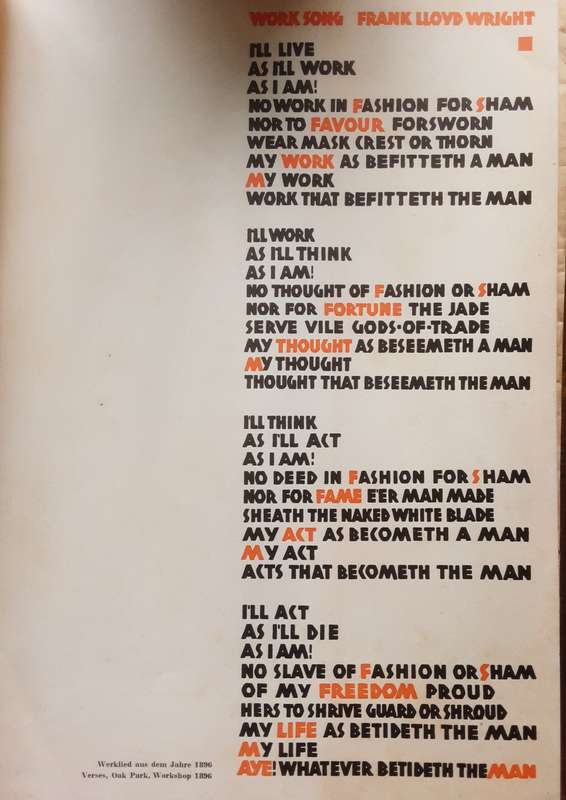 WORK SONG FRANK LLOYD WRIGHT
I'LL LIVE
AS I'LL WORK
AS I AM!
NO WORK IN FASHION FOR SHAM
NOR TO FAVOUR FORSWORN
WEAR MASK CREST OR THORN
MY WORK AS BEFITTETH A MAN
MY WORK
WORK THAT BEFITTETH THE MAN
I'LL WORK
AS I'LL THINK
AS I AM!
NO THOUGHT OF FASHION OR SHAM
NOR FOR FORTUNE THE JADE
SERVE VILE GODS-OF-TRADE
MY THOUGHT AS BESEEMETH A MAN
MY THOUGHT
THOUGHT THAT BESEEMETH THE MAN
I'LL THINK
AS I'LL ACT
AS I AM!
NO DEED IN FASHION FOR SHAM
NOR FOR FAME E'ER MAN MADE
SHEATH THE NAKED WHITE BLADE
MY ACT AS BECOMETH A MAN
MY ACT
ACTS THAT BECOMETH THE MAN
I'LL ACT
AS I'LL DIE
AS I AM!
NO SLAVE OF FASHION OR SHAM
OF MY FREEDOM PROUD
HERS TO SHRIVE GUARD OR SHROUD
MY LIFE AS BETIDETH THE MAN
MY LIFE
AYE! WHATEVER BETIDETH THE MAN
Werklied aus dem Jahre 1896
Verses, Oak Park, Workshop 1896